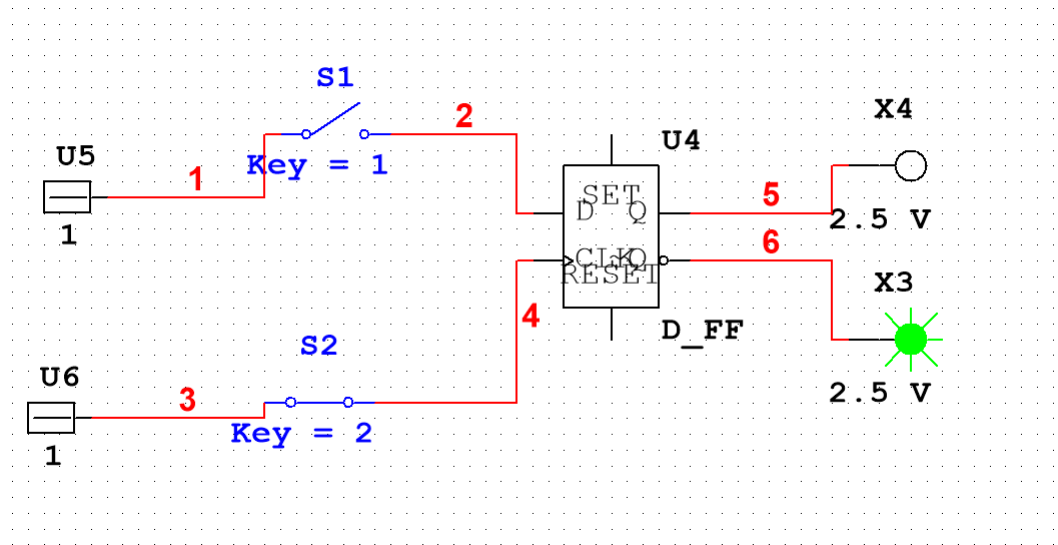 S1
2
X4
U4
U5
1
Key = 1
SET
D
Q
5
2.5 V
1
6
CLK
~Q
RESET
X3
4
D_FF
S2
U6
3
2.5 V
Key = 2
1